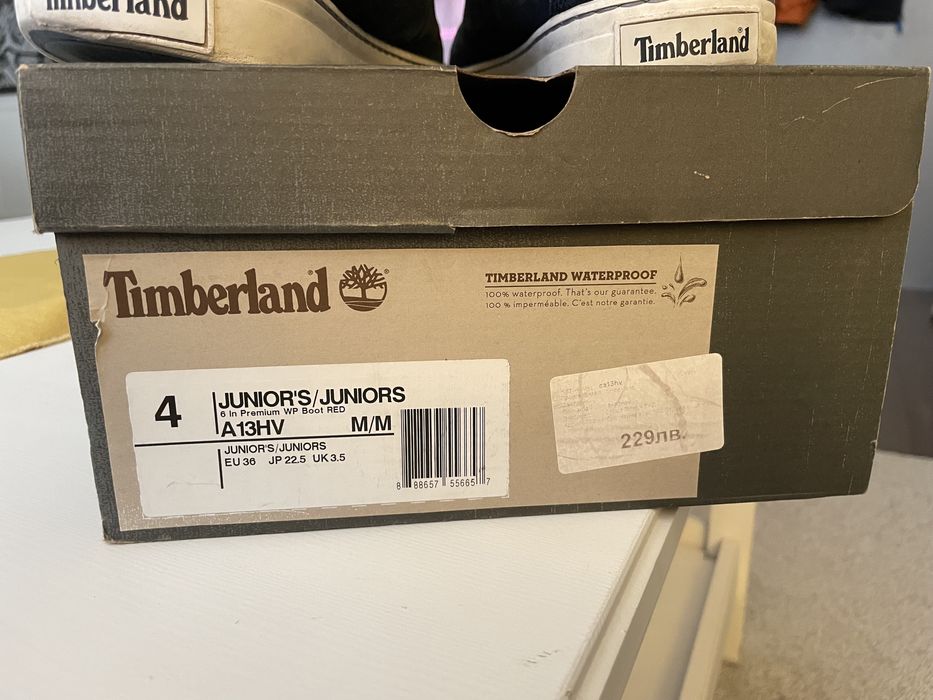 Timberland
Timberland®
Timberland®
TIMBERLAND WATERPROOF
100% waterproof. That's our guarantee.
100 % imperméable. C'est notre garantie.
4
JUNIOR'S/JUNIORS
6 In Premium WP Boot RED
A13HV M/M
JUNIOR'S/JUNIORS
EU 36 JP 22.5 UK 3.5
8 88657 55665 7
ca13hv
229лв.